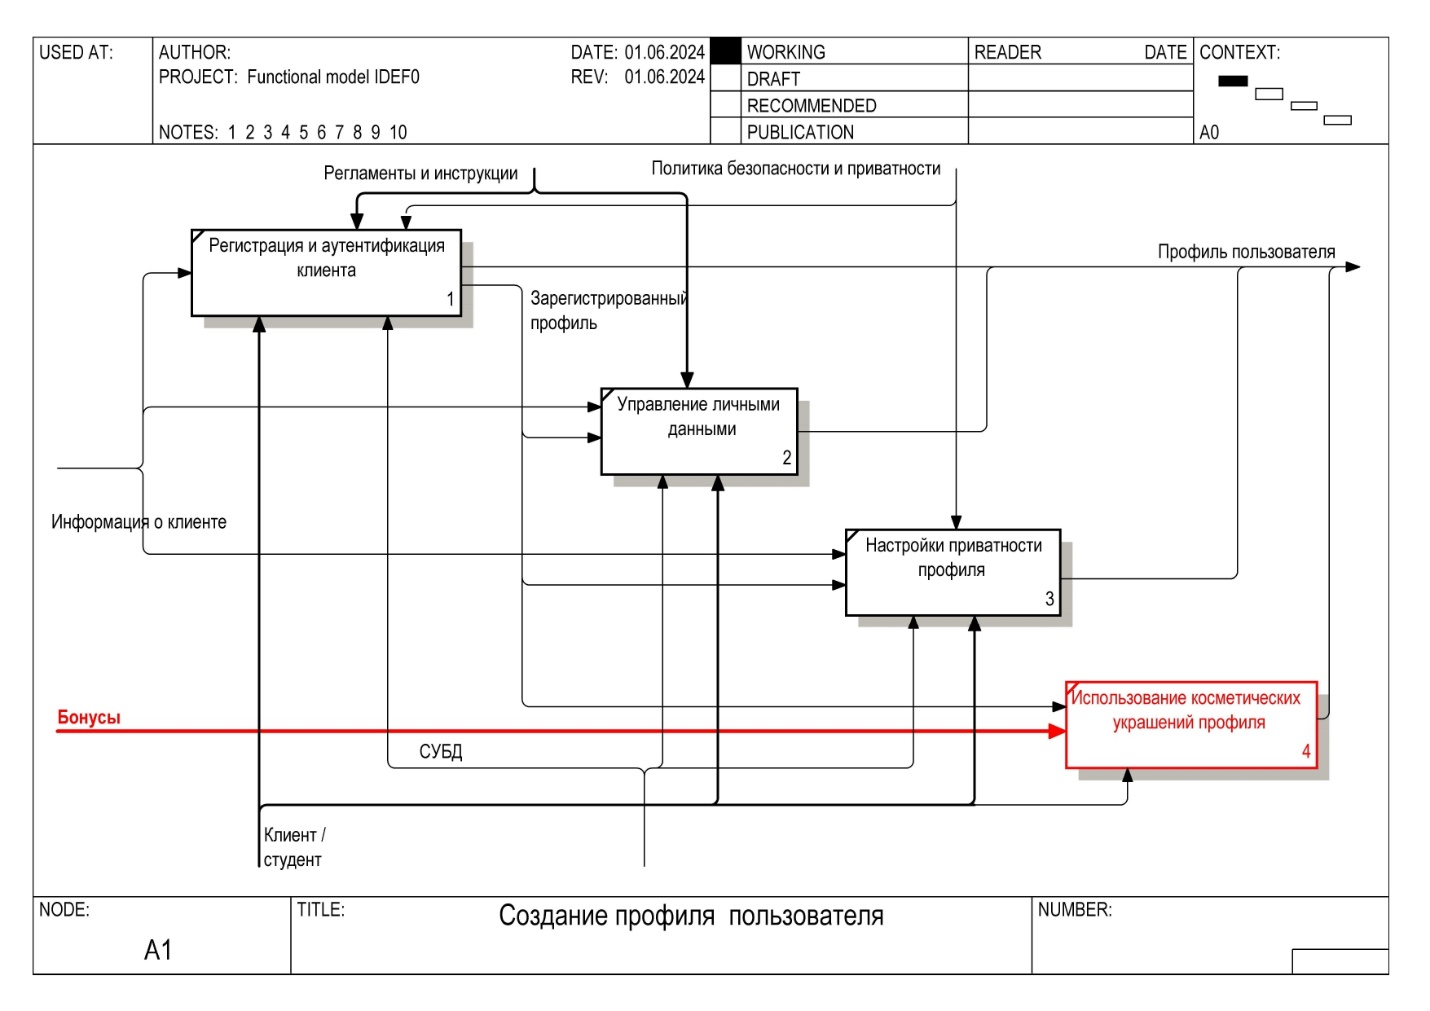 USED AT:
AUTHOR:
DATE: 01.06.2024
WORKING
READER
DATE
CONTEXT:
PROJECT: Functional model IDEF0
REV: 01.06.2024
DRAFT
RECOMMENDED
NOTES: 1 2 3 4 5 6 7 8 9 10
PUBLICATION
A0
Регламенты и инструкции
Политика безопасности и приватности
Регистрация и аутентификация
клиента
1
Профиль пользователя
Зарегистрированный
профиль
Управление личными
данными
2
Информация о клиенте
Настройки приватности
профиля
3
Бонусы
Использование косметических
украшений профиля
4
СУБД
Клиент /
студент
NODE:
A1
TITLE:
Создание профиля пользователя
NUMBER: